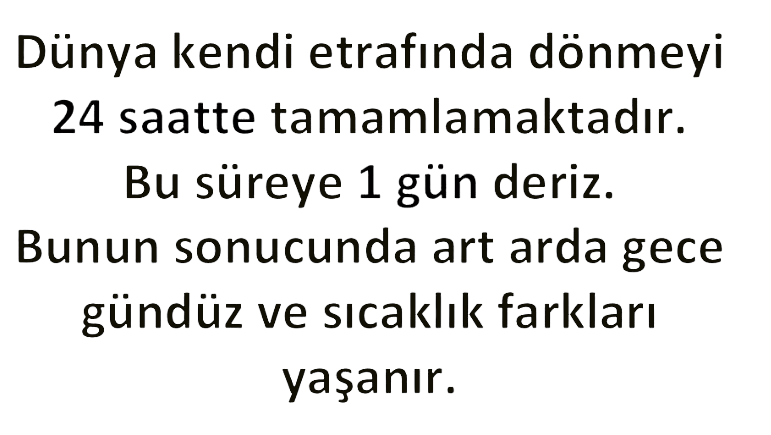 Dünya kendi etrafında dönmeyi
24 saatte tamamlamaktadır.
Bu süreye 1 gün deriz.
Bunun sonucunda art arda gece
gündüz ve sıcaklık farkları
yaşanır.